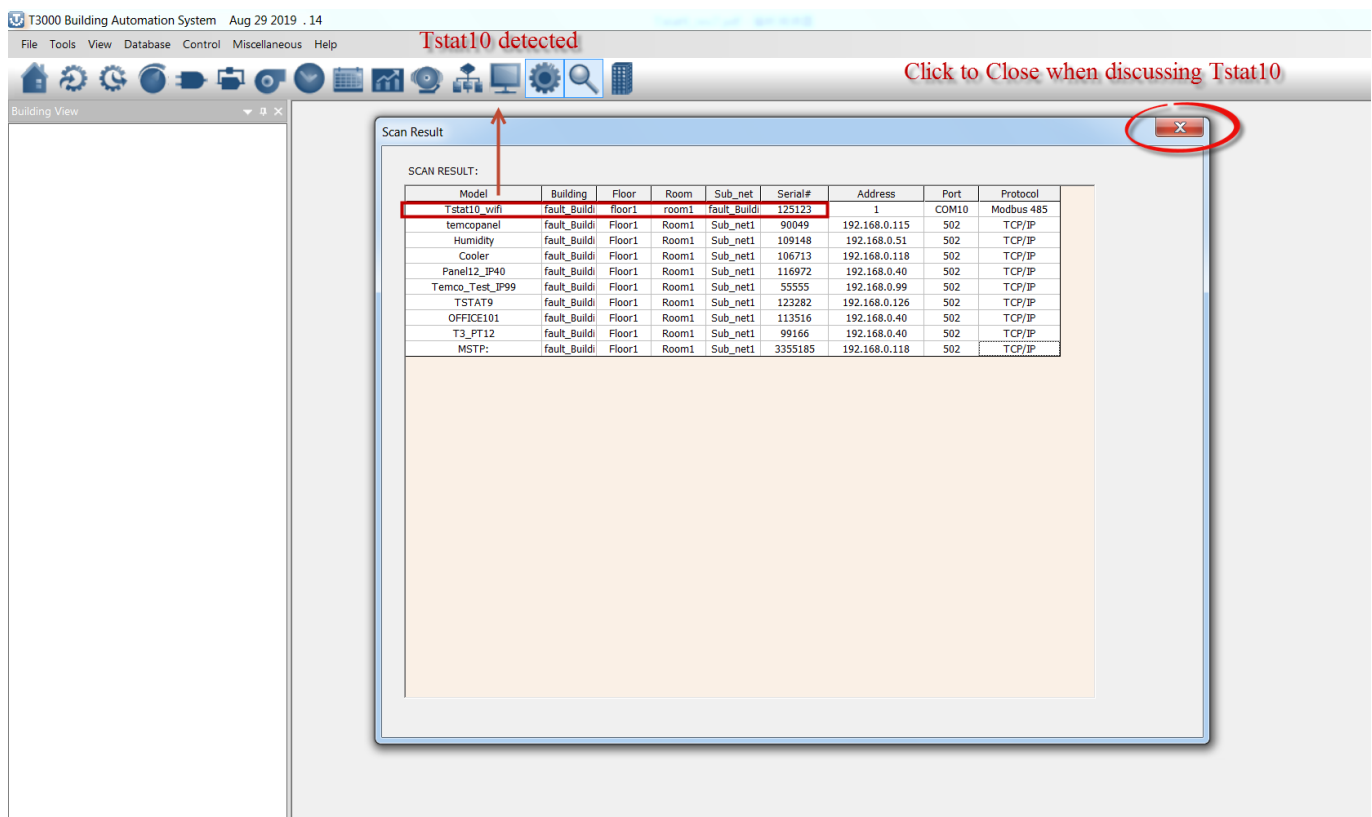 T3000 Building Automation System Aug 29 2019 . 14
File Tools View Database Control Miscellaneous Help
Tstat10 detected
Click to Close when discussing Tstat10
Building View
Scan Result
SCAN RESULT:
Model Building Floor Room Sub_net Serial# Address Port Protocol
Tstat10_wifi fault_Buildi floor1 room1 fault_Buildi 125123 1 COM10 Modbus 485
temcopanel fault_Buildi Floor1 Room1 Sub_net1 90049 192.168.0.115 502 TCP/IP
Humidity fault_Buildi Floor1 Room1 Sub_net1 109148 192.168.0.51 502 TCP/IP
Cooler fault_Buildi Floor1 Room1 Sub_net1 106713 192.168.0.118 502 TCP/IP
Panel12_IP40 fault_Buildi Floor1 Room1 Sub_net1 116972 192.168.0.40 502 TCP/IP
Temco_Test_IP99 fault_Buildi Floor1 Room1 Sub_net1 55555 192.168.0.99 502 TCP/IP
TSTAT9 fault_Buildi Floor1 Room1 Sub_net1 123282 192.168.0.126 502 TCP/IP
OFFICE101 fault_Buildi Floor1 Room1 Sub_net1 113516 192.168.0.40 502 TCP/IP
T3_PT12 fault_Buildi Floor1 Room1 Sub_net1 99166 192.168.0.40 502 TCP/IP
MSTP: fault_Buildi Floor1 Room1 Sub_net1 3355185 192.168.0.118 502 TCP/IP